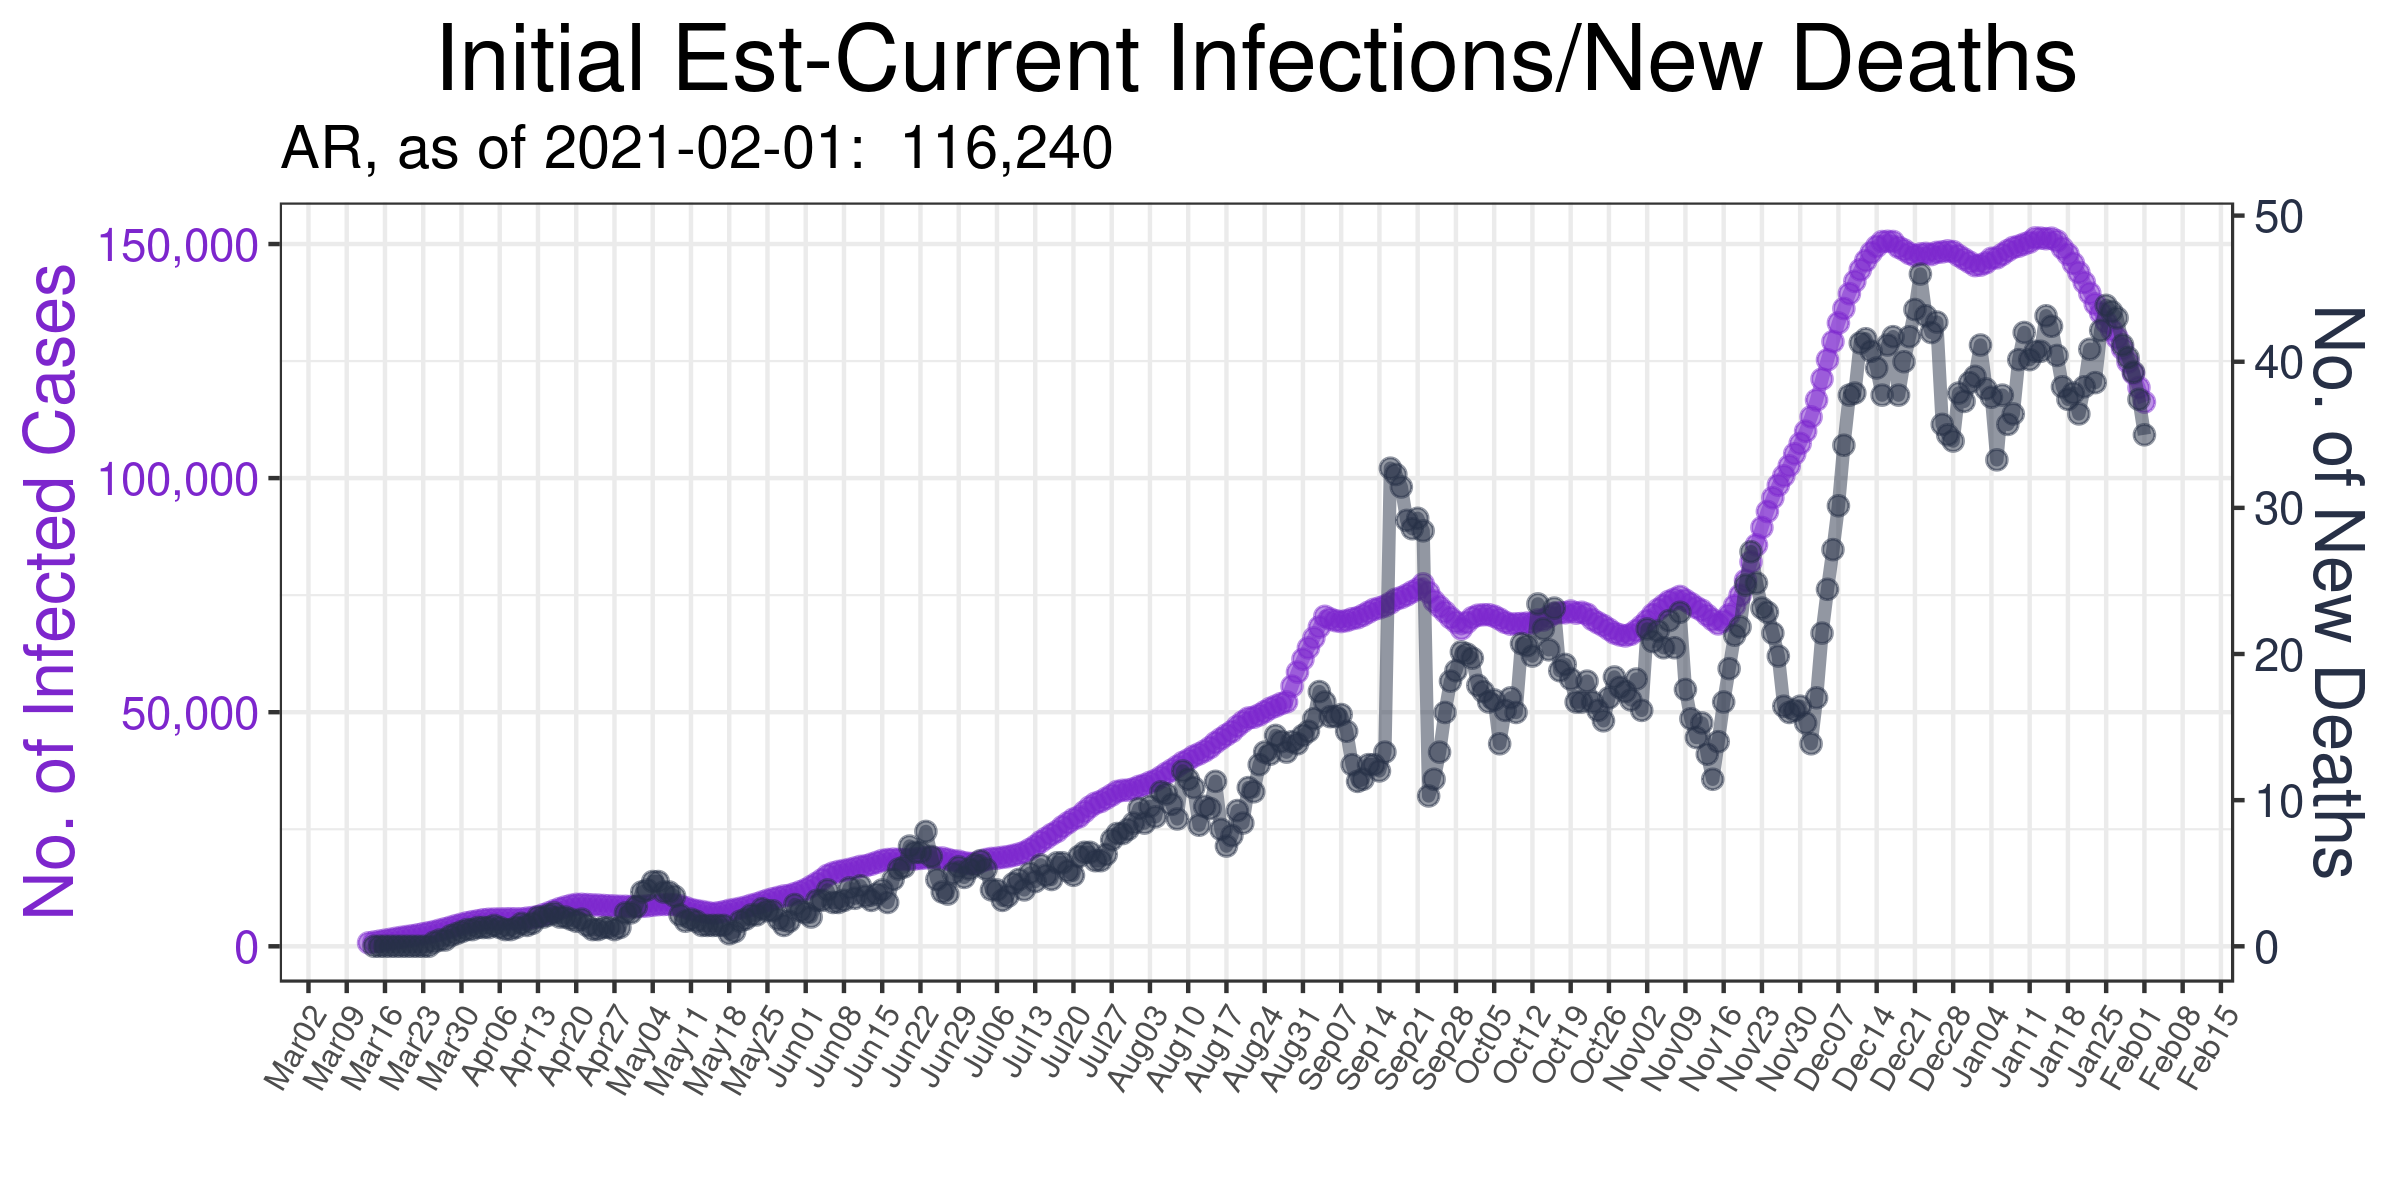 Initial Est-Current Infections/New Deaths
AR, as of 2021-02-01:  116,240
No. of Infected Cases
150,000
100,000
50,000
0
50
40
30
20
10
0
No. of New Deaths
Mar02
Mar09
Mar16
Mar23
Mar30
Apr06
Apr13
Apr20
Apr27
May04
May11
May18
May25
Jun01
Jun08
Jun15
Jun22
Jun29
Jul06
Jul13
Jul20
Jul27
Aug03
Aug10
Aug17
Aug24
Aug31
Sep07
Sep14
Sep21
Sep28
Oct05
Oct12
Oct19
Oct26
Nov02
Nov09
Nov16
Nov23
Nov30
Dec07
Dec14
Dec21
Dec28
Jan04
Jan11
Jan18
Jan25
Feb01
Feb08
Feb15